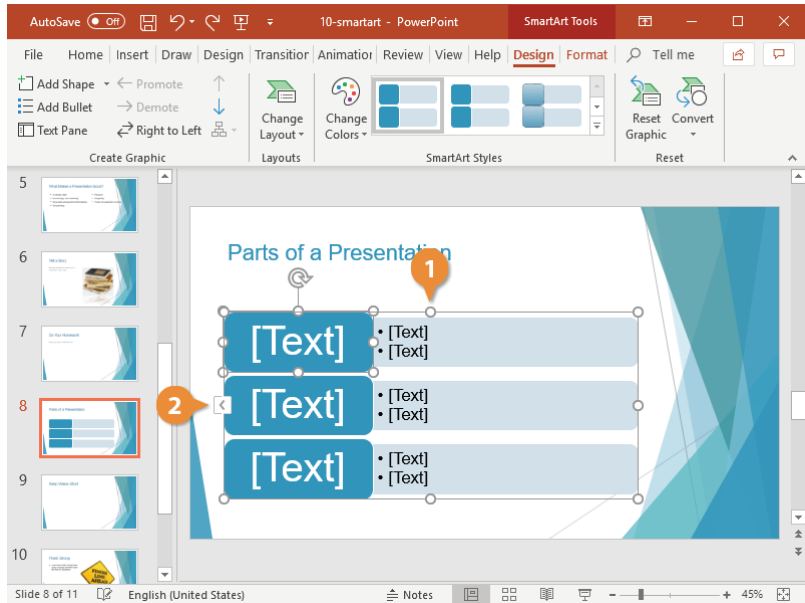 AutoSave Off 10-smartart - PowerPoint SmartArt Tools
File Home Insert Draw Design Transitior Animatioı Review View Help Design Format Tell me
Add Shape Promote
Add Bullet Demote
Text Pane Right to Left
Change Layout
Change Colors
Reset Graphic
Convert
Create Graphic Layouts SmartArt Styles Reset
5
What Makes a Presentation Good?
6
Tell a Story
7
Do Your Homework
8
Parts of a Presentation
9
Keep Videos Short
10
Finish Strong
Parts of a Presentation
1
[Text]
• [Text]
• [Text]
2
[Text]
• [Text]
• [Text]
[Text]
• [Text]
• [Text]
Slide 8 of 11 English (United States) Notes 45%